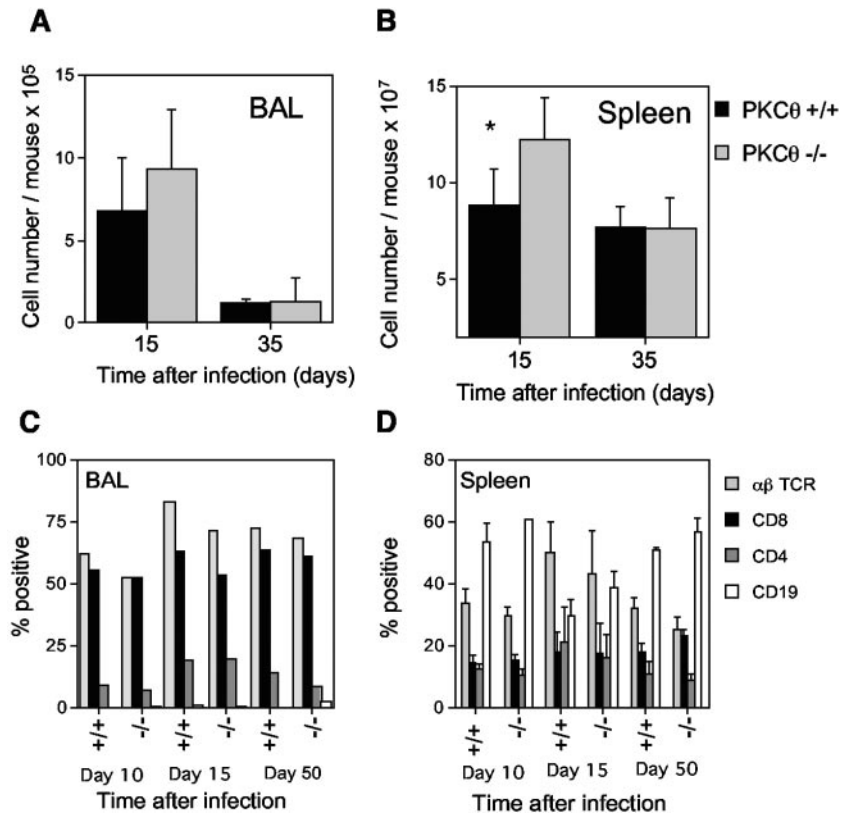 A
B
Cell number / mouse x 10⁵
15
10
5
0
BAL
15
35
Time after infection (days)
Cell number / mouse x 10⁷
15
10
5
*
Spleen
15
35
Time after infection (days)
PKCθ +/+
PKCθ -/-
C
D
% positive
100
75
50
25
0
BAL
+/+
-/-
+/+
-/-
+/+
-/-
Day 10
Day 15
Day 50
Time after infection
% positive
80
60
40
20
0
Spleen
+/+
-/-
+/+
-/-
+/+
-/-
Day 10
Day 15
Day 50
Time after infection
αβ TCR
CD8
CD4
CD19